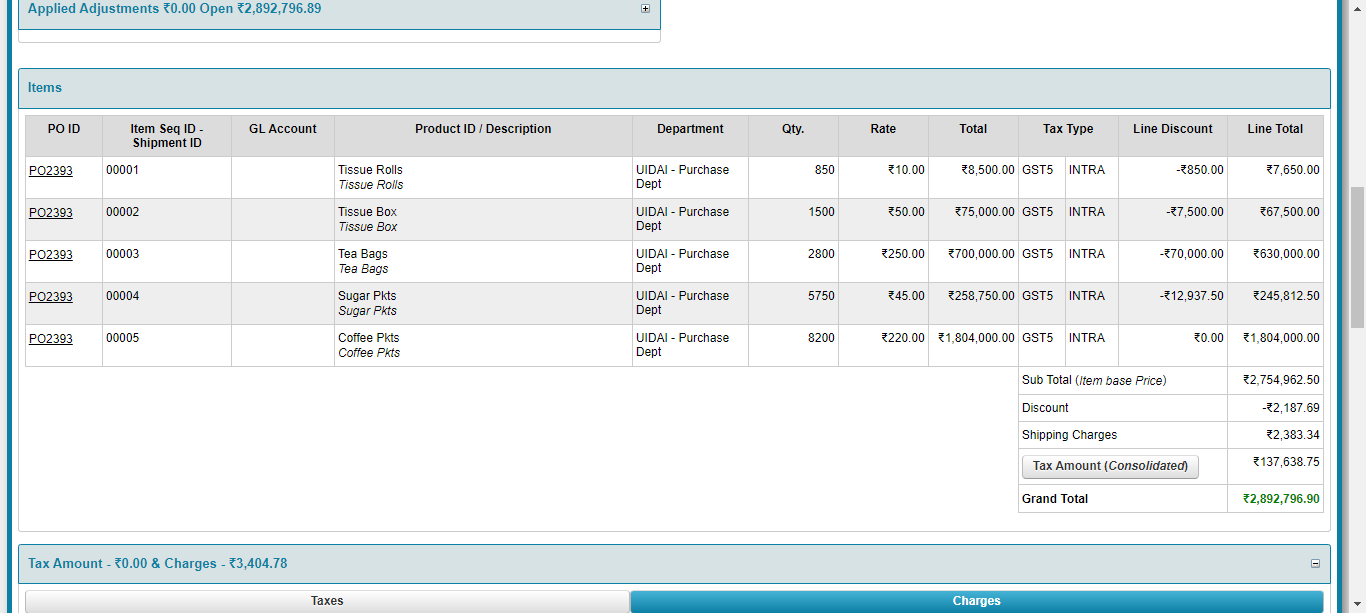 Applied Adjustments ₹0.00 Open ₹2,892,796.89
Items
PO ID Item Seq ID - Shipment ID GL Account Product ID / Description Department Qty. Rate Total Tax Type Line Discount Line Total
PO2393 00001 Tissue Rolls UIDAI - Purchase 850 ₹10.00 ₹8,500.00 GST5 INTRA -₹850.00 ₹7,650.00
Tissue Rolls Dept
PO2393 00002 Tissue Box UIDAI - Purchase 1500 ₹50.00 ₹75,000.00 GST5 INTRA -₹7,500.00 ₹67,500.00
Tissue Box Dept
PO2393 00003 Tea Bags UIDAI - Purchase 2800 ₹250.00 ₹700,000.00 GST5 INTRA -₹70,000.00 ₹630,000.00
Tea Bags Dept
PO2393 00004 Sugar Pkts UIDAI - Purchase 5750 ₹45.00 ₹258,750.00 GST5 INTRA -₹12,937.50 ₹245,812.50
Sugar Pkts Dept
PO2393 00005 Coffee Pkts UIDAI - Purchase 8200 ₹220.00 ₹1,804,000.00 GST5 INTRA ₹0.00 ₹1,804,000.00
Coffee Pkts Dept
Sub Total (Item base Price) ₹2,754,962.50
Discount -₹2,187.69
Shipping Charges ₹2,383.34
Tax Amount (Consolidated) ₹137,638.75
Grand Total ₹2,892,796.90
Tax Amount - ₹0.00 & Charges - ₹3,404.78
Taxes Charges